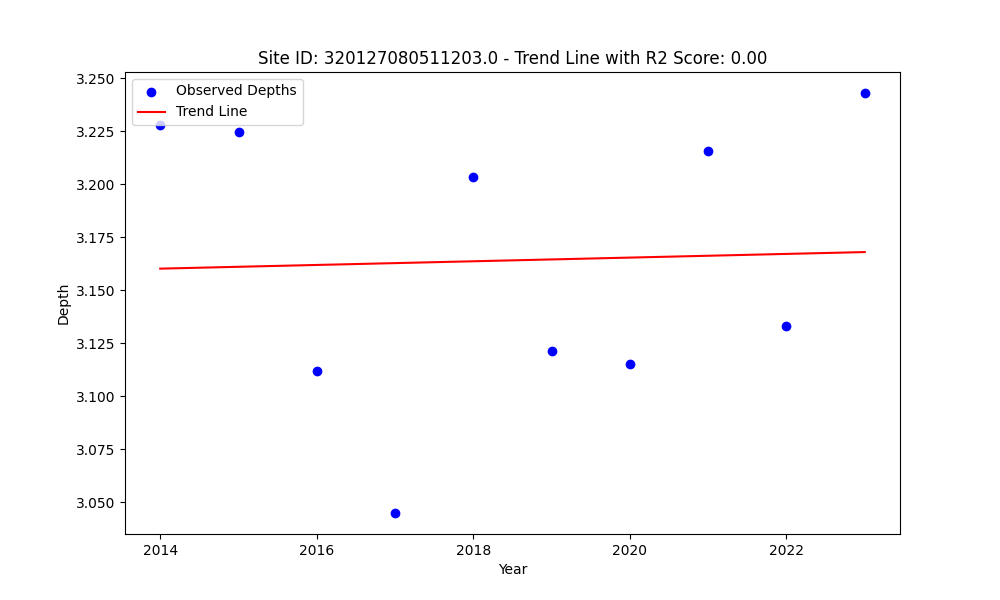 Site ID: 320127080511203.0 - Trend Line with R2 Score: 0.00
Observed Depths
Trend Line
Depth
3.250
3.225
3.200
3.175
3.150
3.125
3.100
3.075
3.050
2014
2016
2018
2020
2022
Year